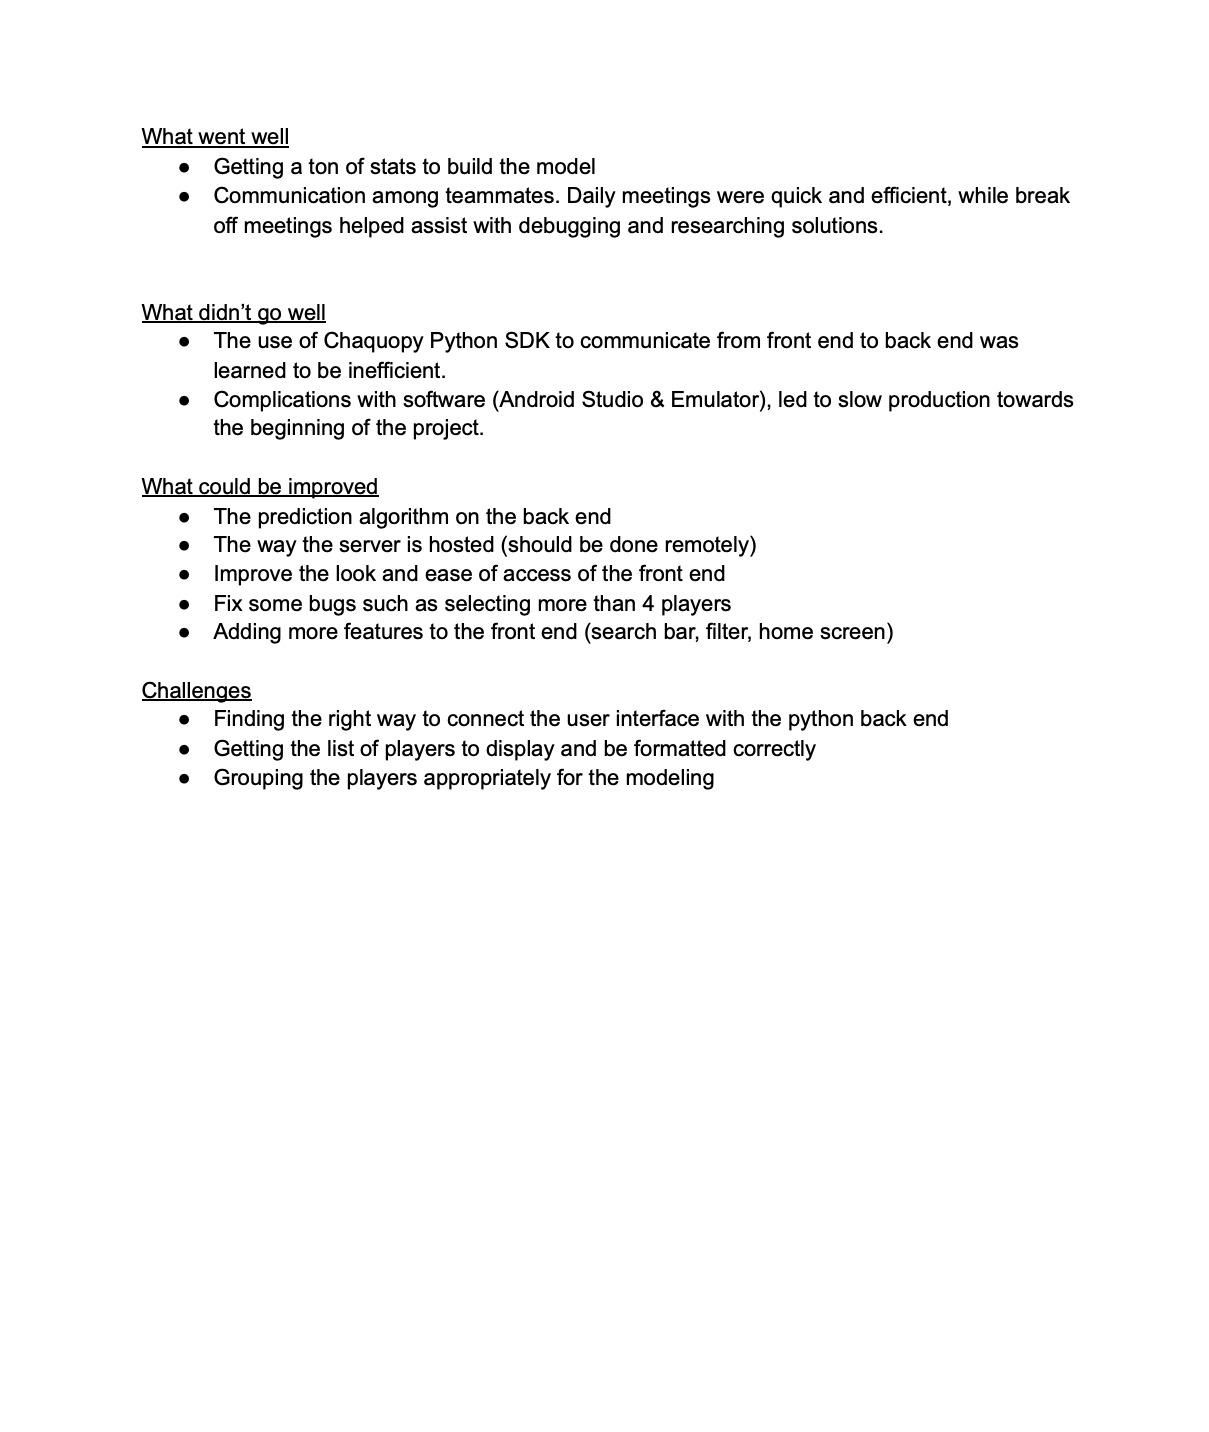 What went well
● Getting a ton of stats to build the model
● Communication among teammates. Daily meetings were quick and efficient, while break
off meetings helped assist with debugging and researching solutions.
What didn’t go well
● The use of Chaquopy Python SDK to communicate from front end to back end was
learned to be inefficient.
● Complications with software (Android Studio & Emulator), led to slow production towards
the beginning of the project.
What could be improved
● The prediction algorithm on the back end
● The way the server is hosted (should be done remotely)
● Improve the look and ease of access of the front end
● Fix some bugs such as selecting more than 4 players
● Adding more features to the front end (search bar, filter, home screen)
Challenges
● Finding the right way to connect the user interface with the python back end
● Getting the list of players to display and be formatted correctly
● Grouping the players appropriately for the modeling